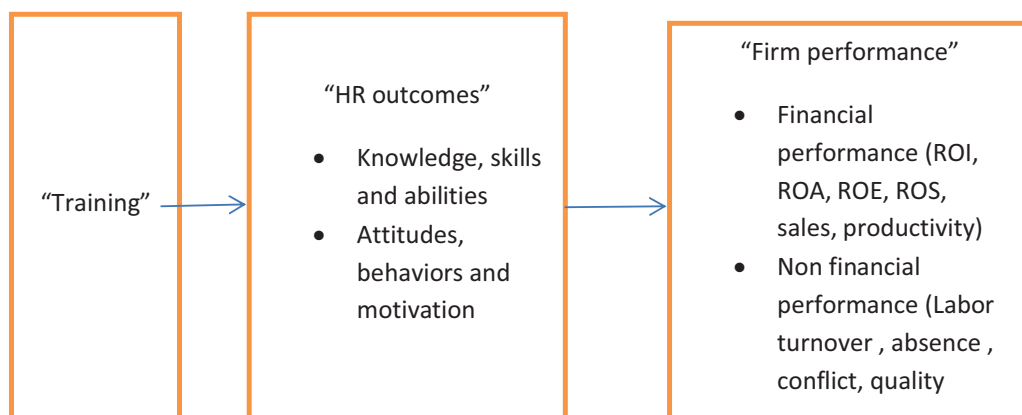 “Training”
“HR outcomes”
• Knowledge, skills
and abilities
• Attitudes,
behaviors and
motivation
“Firm performance”
• Financial
performance (ROI,
ROA, ROE, ROS,
sales, productivity)
• Non financial
performance (Labor
turnover , absence ,
conflict, quality